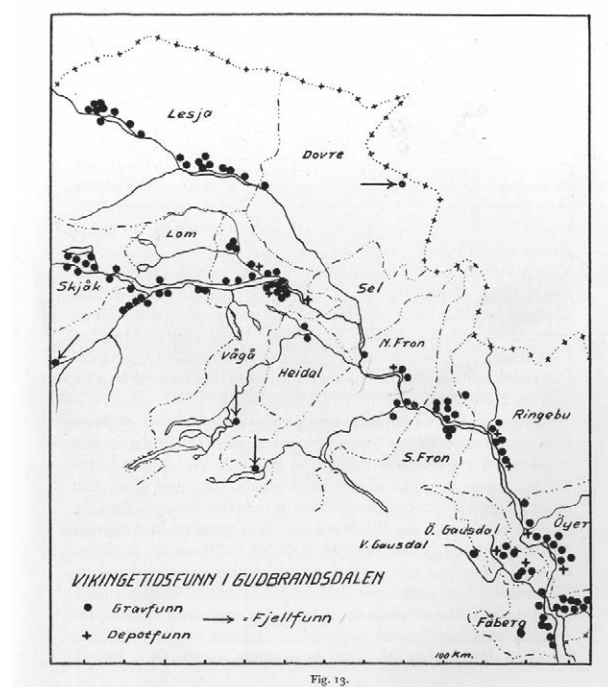 Lesja
Dovre
Lom
Skjåk
Sel
N. Fron
Vågå
Heidal
Ringebu
S. Fron
Öyer
Ö. Gausdal
V. Gausdal
VIKINGETIDSFUNN I GUDBRANDSDALEN
Gravfunn
= Fjellfunn
Depotfunn
Fåberg
100 Km.
Fig. 13.